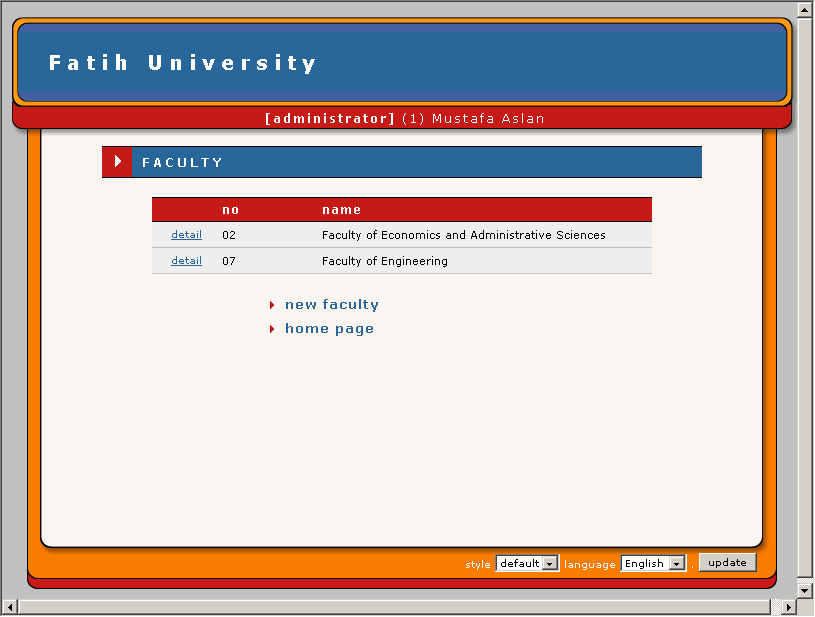 Fatih University
[administrator] (1) Mustafa Aslan
FACULTY
no name
detail 02 Faculty of Economics and Administrative Sciences
detail 07 Faculty of Engineering
new faculty
home page
style default language English . update